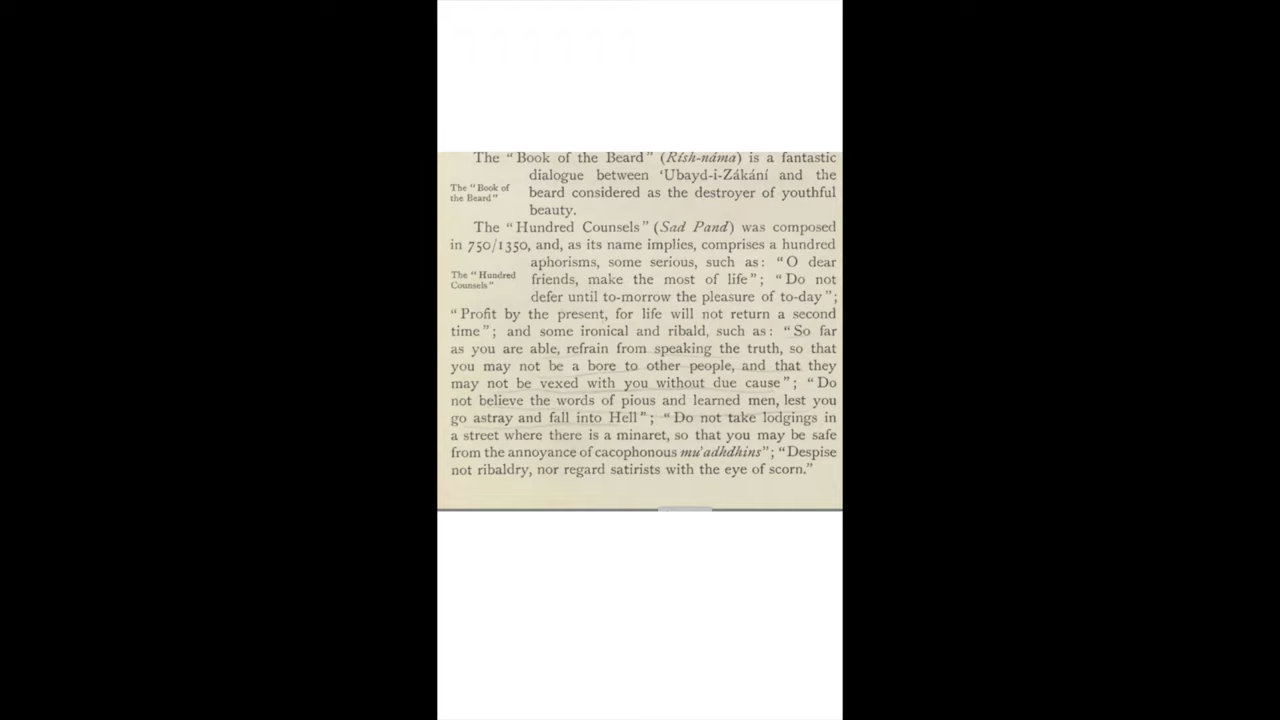 The “Book of the Beard” (Rísh-náma) is a fantastic
dialogue between ‘Ubayd-i-Zákání and the
The “Book of
the Beard”
beard considered as the destroyer of youthful
beauty.
The “Hundred Counsels” (Sad Pand) was composed
in 750/1350, and, as its name implies, comprises a hundred
aphorisms, some serious, such as: “O dear
The “Hundred
Counsels”
friends, make the most of life”; “Do not
defer until to-morrow the pleasure of to-day”;
“Profit by the present, for life will not return a second
time”; and some ironical and ribald, such as: “So far
as you are able, refrain from speaking the truth, so that
you may not be a bore to other people, and that they
may not be vexed with you without due cause”; “Do
not believe the words of pious and learned men, lest you
go astray and fall into Hell”; “Do not take lodgings in
a street where there is a minaret, so that you may be safe
from the annoyance of cacophonous mu’adhdhins”; “Despise
not ribaldry, nor regard satirists with the eye of scorn.”